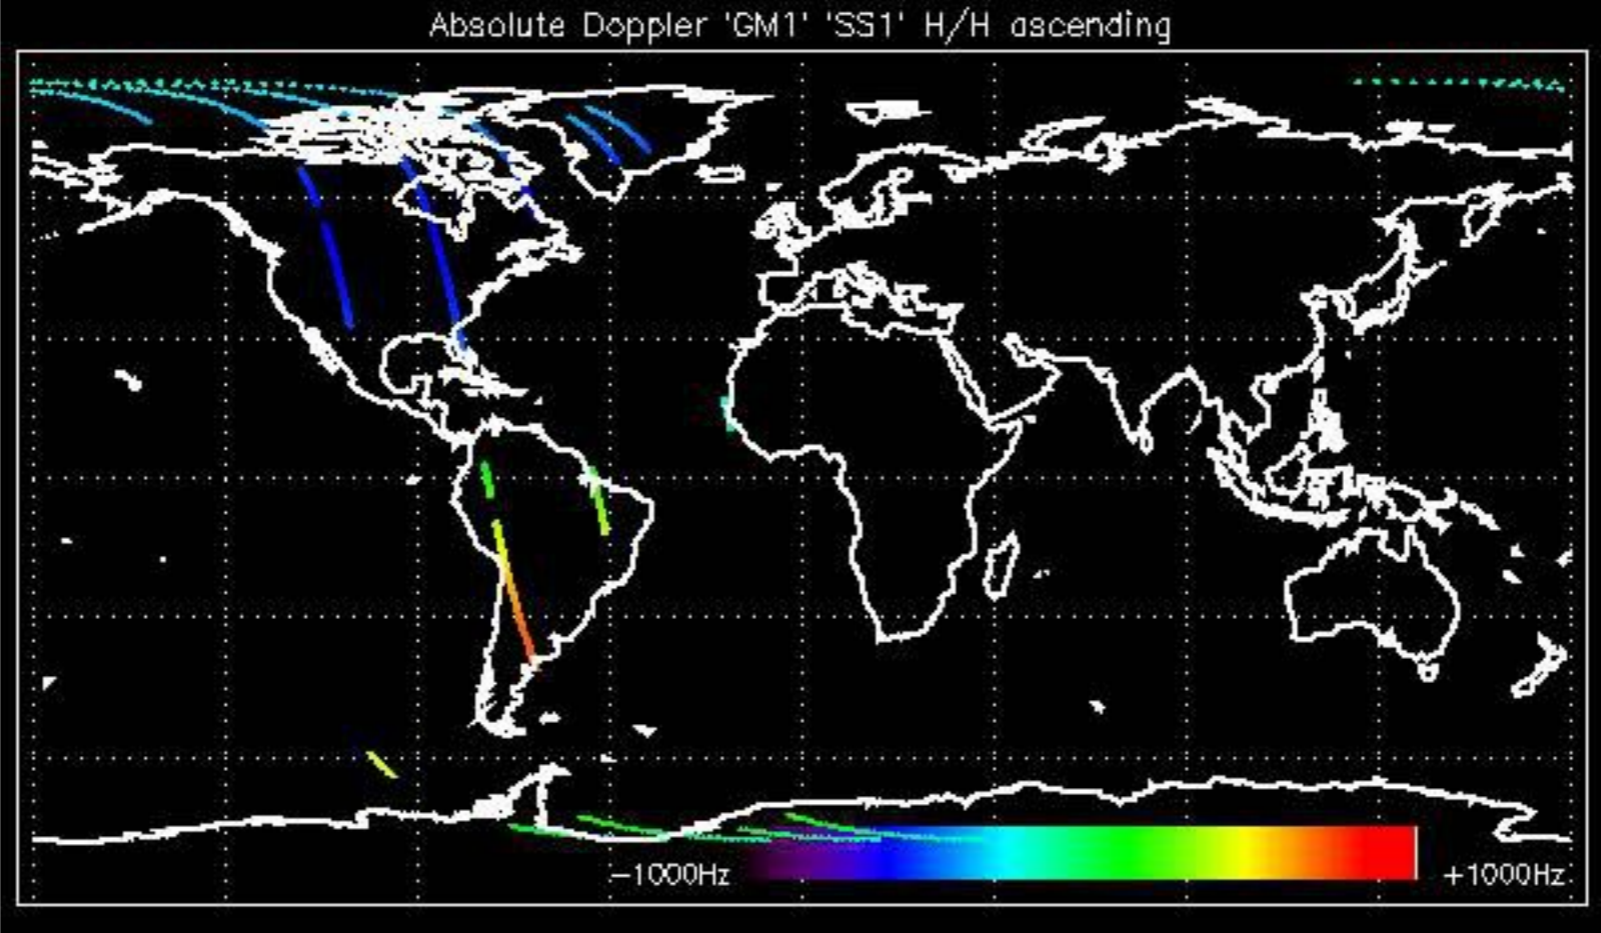 Absolute Doppler 'GM1' 'SS1' H/H ascending
−1000Hz +1000Hz